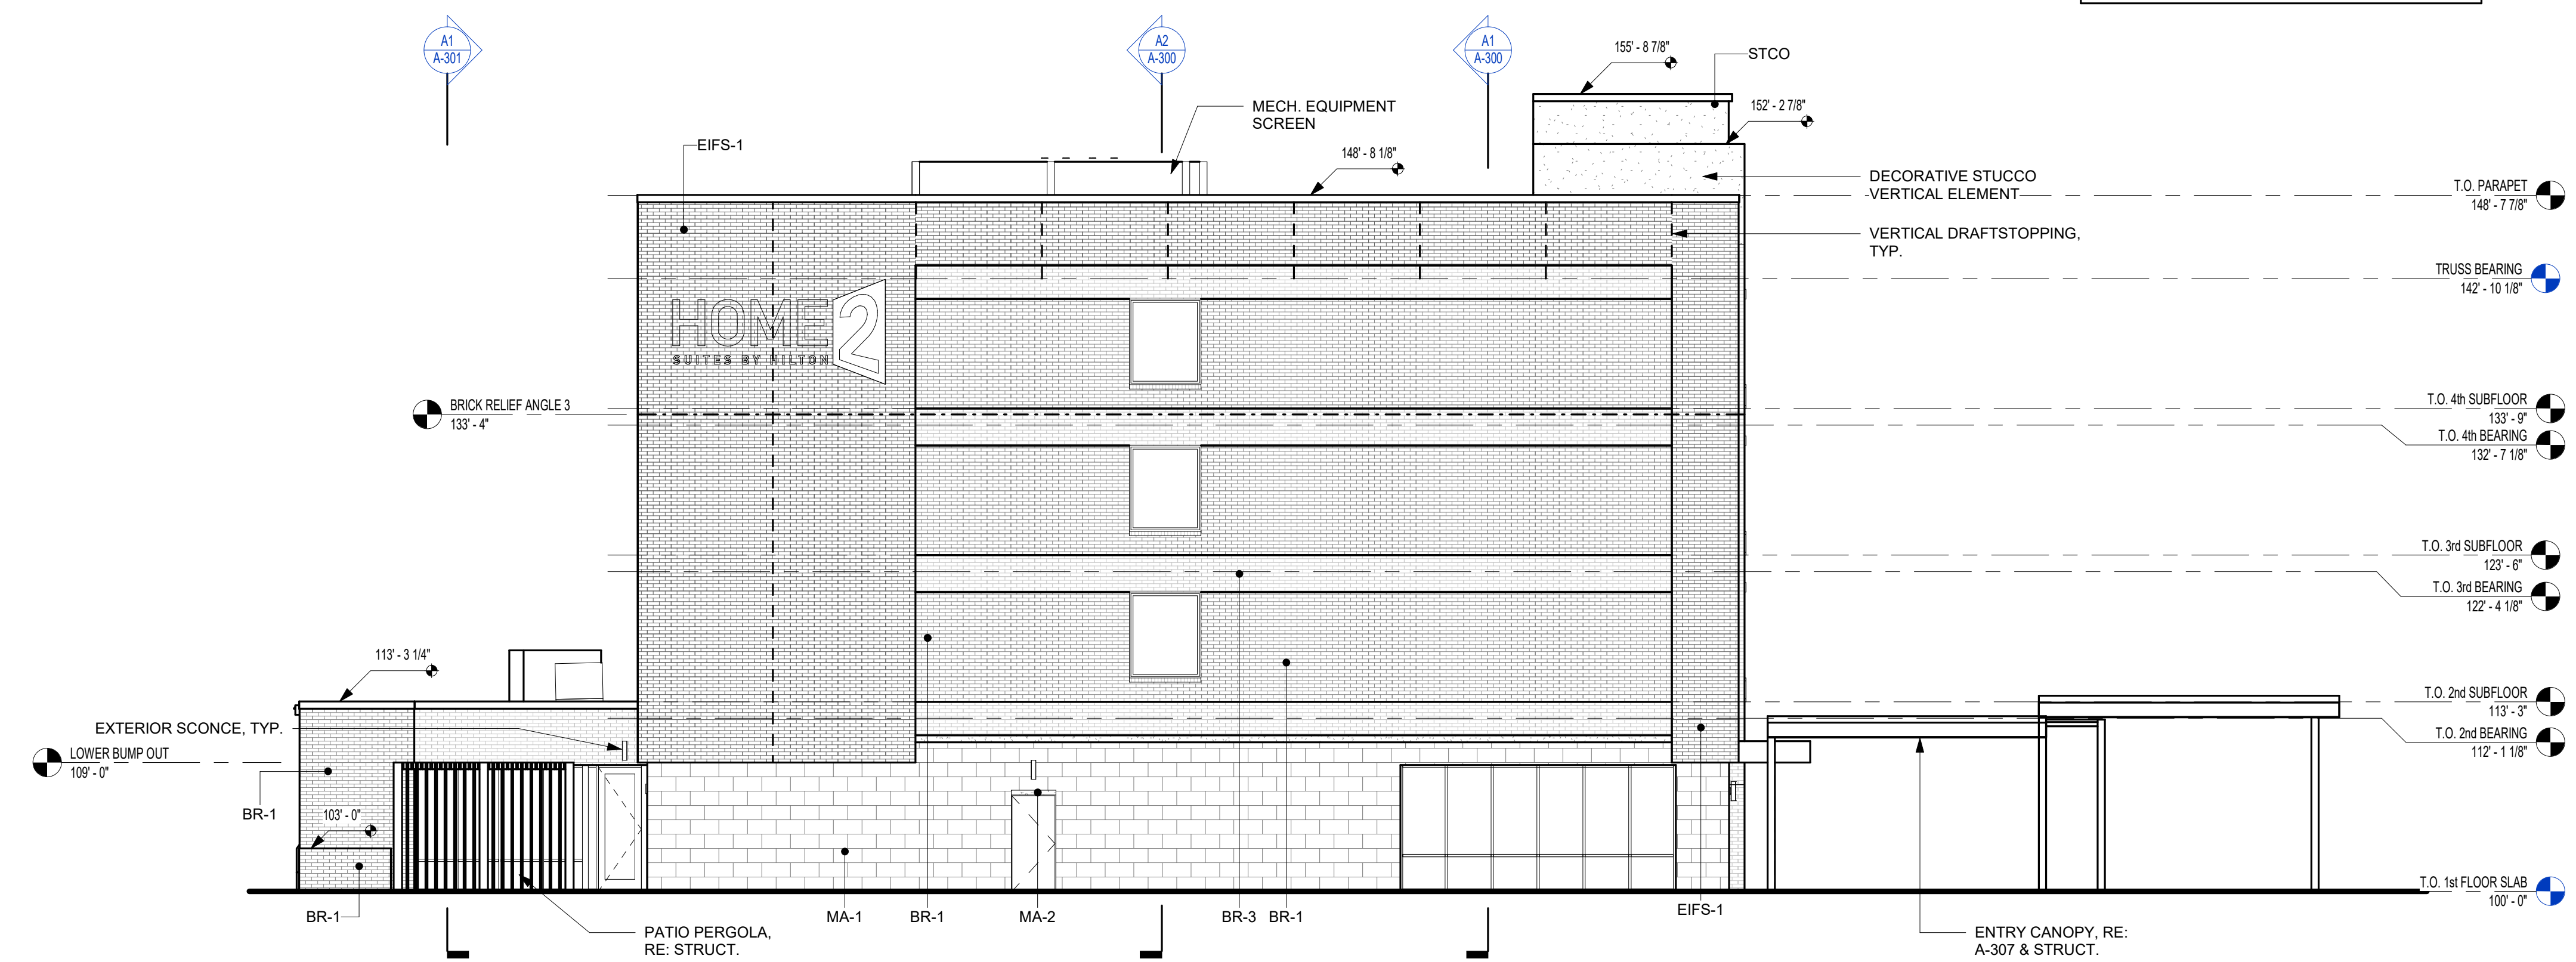 A1
A-301
A2
A-300
A1
A-300
155' - 8 7/8"
STCO
152' - 2 7/8"
MECH. EQUIPMENT
SCREEN
EIFS-1
148' - 8 1/8"
DECORATIVE STUCCO
VERTICAL ELEMENT
T.O. PARAPET
148' - 7 7/8"
VERTICAL DRAFTSTOPPING,
TYP.
TRUSS BEARING
142' - 10 1/8"
HOME2
SUITES BY HILTON
BRICK RELIEF ANGLE 3
133' - 4"
T.O. 4th SUBFLOOR
133' - 9"
T.O. 4th BEARING
132' - 7 1/8"
T.O. 3rd SUBFLOOR
123' - 6"
T.O. 3rd BEARING
122' - 4 1/8"
113' - 3 1/4"
T.O. 2nd SUBFLOOR
113' - 3"
EXTERIOR SCONCE, TYP.
T.O. 2nd BEARING
112' - 1 1/8"
LOWER BUMP OUT
109' - 0"
BR-1
103' - 0"
T.O. 1st FLOOR SLAB
100' - 0"
BR-1
MA-1
BR-1
MA-2
BR-3
BR-1
EIFS-1
PATIO PERGOLA,
RE: STRUCT.
ENTRY CANOPY, RE:
A-307 & STRUCT.